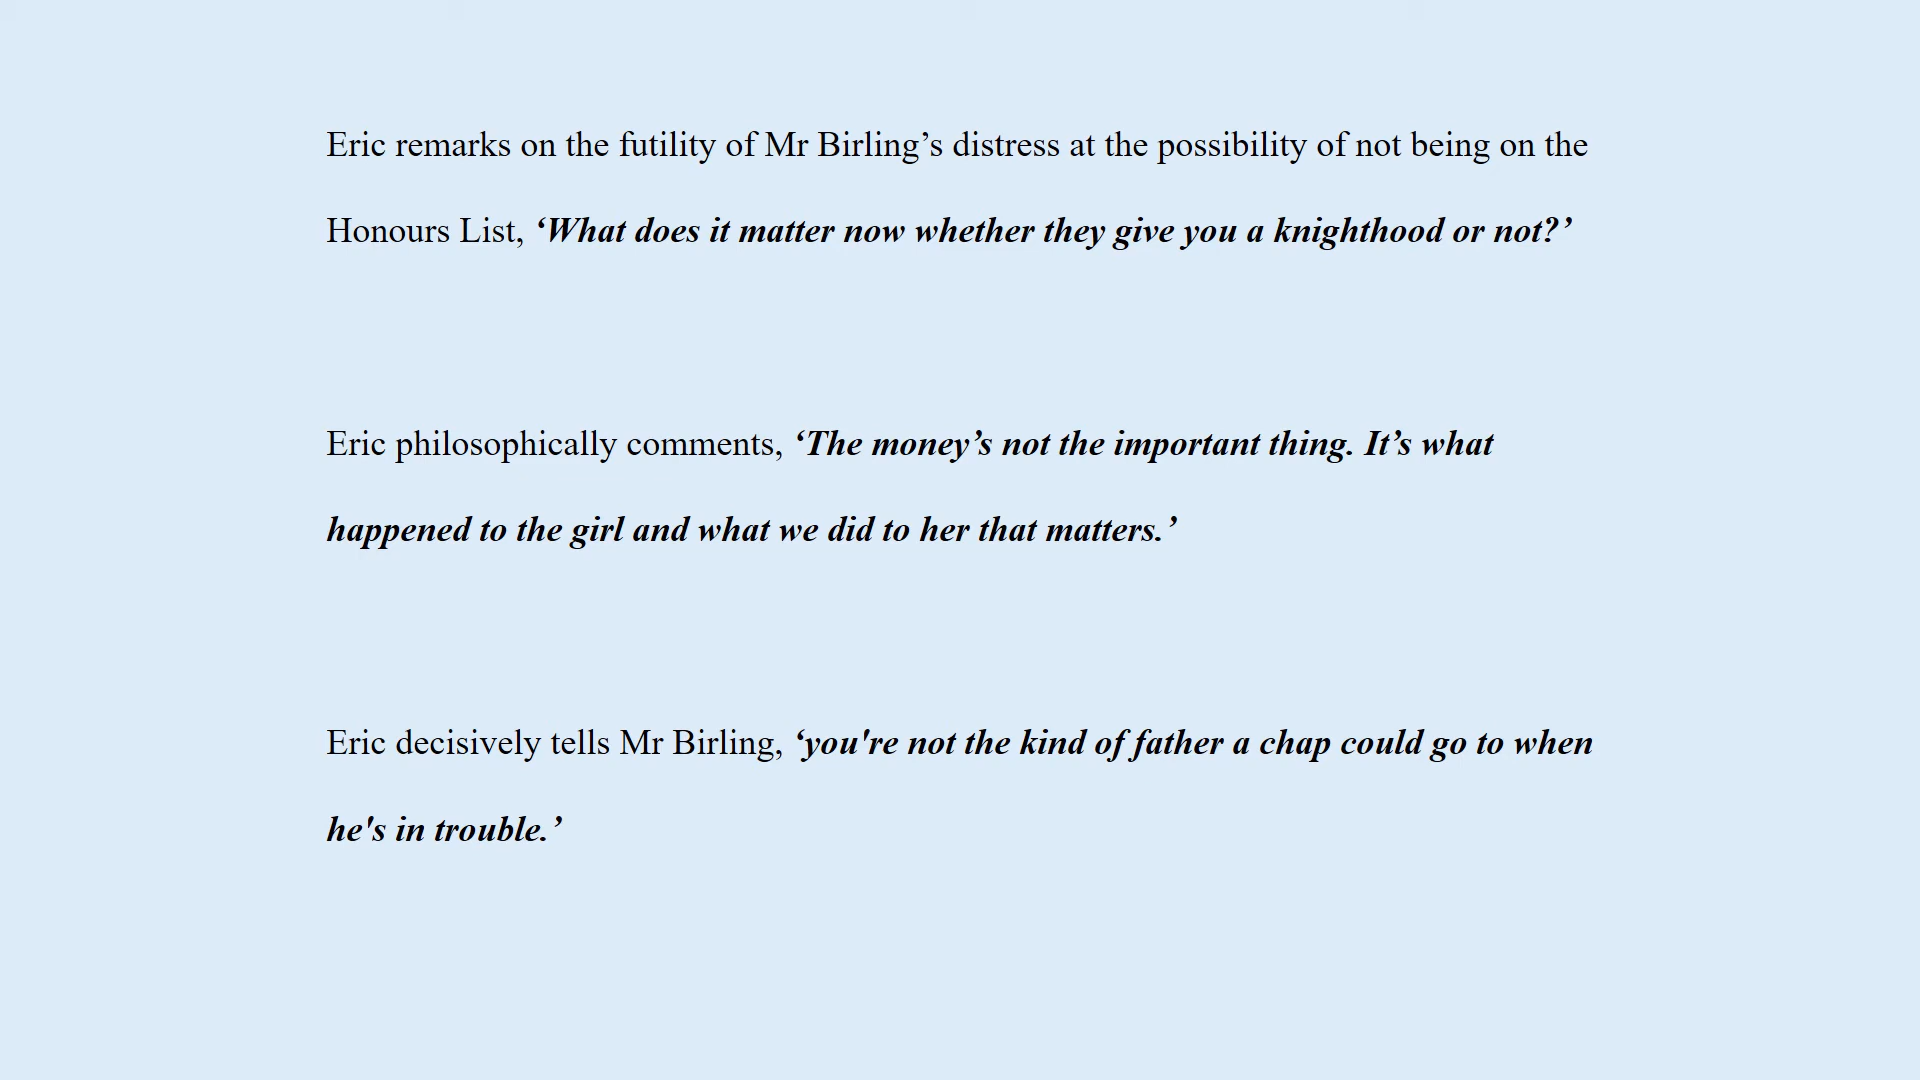 Eric remarks on the futility of Mr Birling’s distress at the possibility of not being on the
Honours List, ‘What does it matter now whether they give you a knighthood or not?’
Eric philosophically comments, ‘The money’s not the important thing. It’s what
happened to the girl and what we did to her that matters.’
Eric decisively tells Mr Birling, ‘you're not the kind of father a chap could go to when
he's in trouble.’